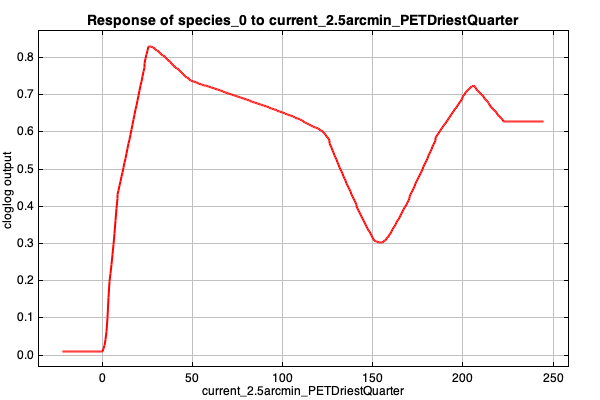 Response of species_0 to current_2.5arcmin_PETDriestQuarter
cloglog output
0.8
0.7
0.6
0.5
0.4
0.3
0.2
0.1
0.0
0 50 100 150 200 250
current_2.5arcmin_PETDriestQuarter